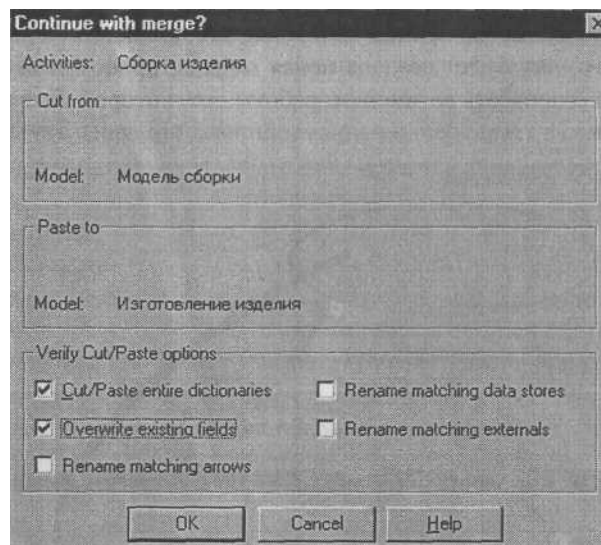 Continue with merge?
Activities: Сборка изделия
Cut from
Model: Модель сборки
Paste to
Model: Изготовление изделия
Verify Cut/Paste options
Cut/Paste entire dictionaries
Rename matching data stores
Overwrite existing fields
Rename matching externals
Rename matching arrows
OK Cancel Help